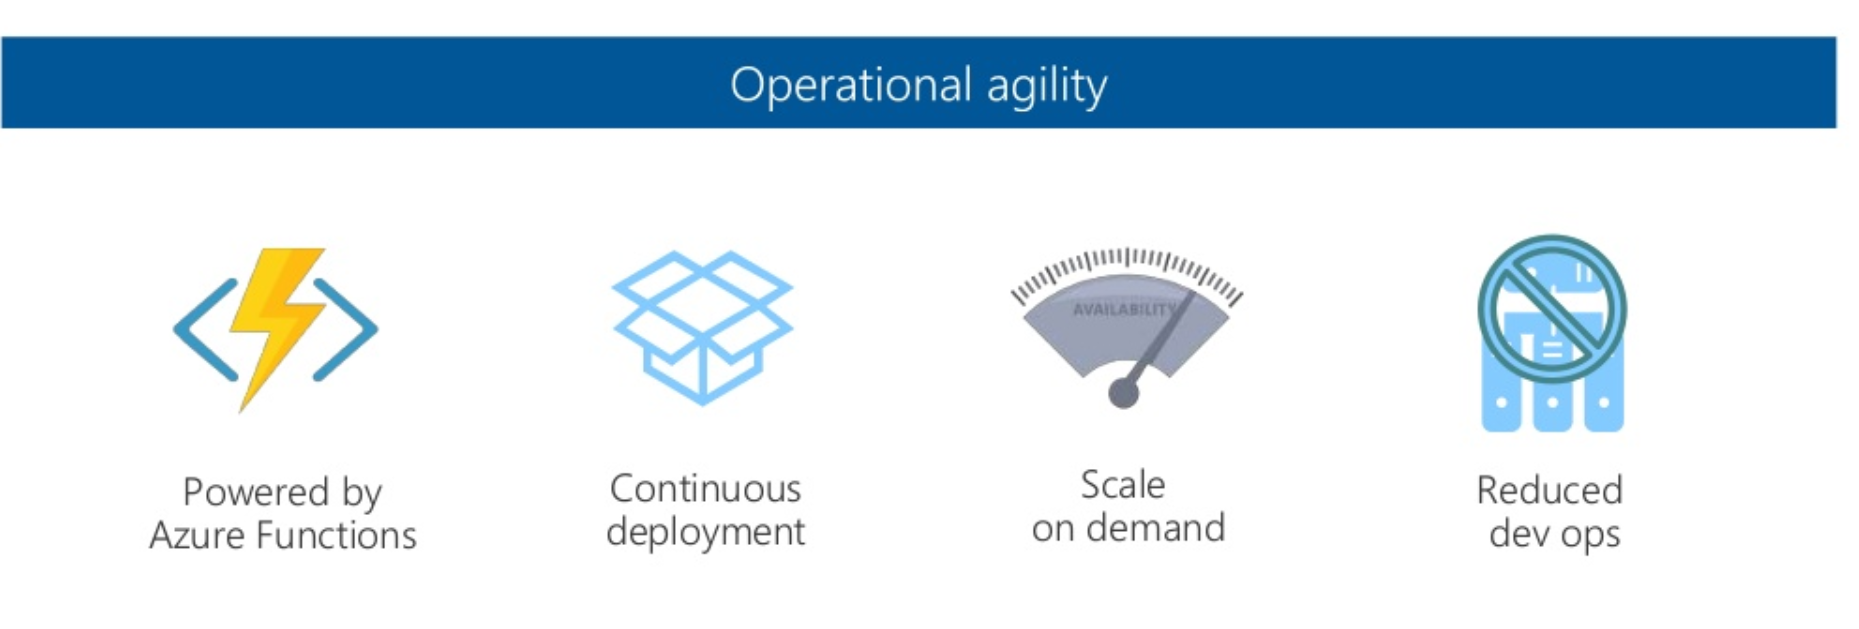 Operational agility
AVAILABILITY
Powered by
Azure Functions
Continuous
deployment
Scale
on demand
Reduced
dev ops